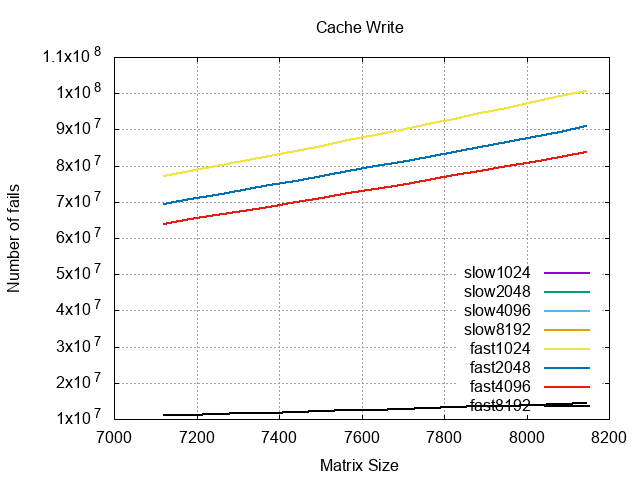 Cache Write
1.1x10 8
1x10 8
9x10 7
8x10 7
7x10 7
6x10 7
5x10 7
4x10 7
3x10 7
2x10 7
1x10 7
Number of fails
slow1024
slow2048
slow4096
slow8192
fast1024
fast2048
fast4096
fast8192
7000 7200 7400 7600 7800 8000 8200
Matrix Size